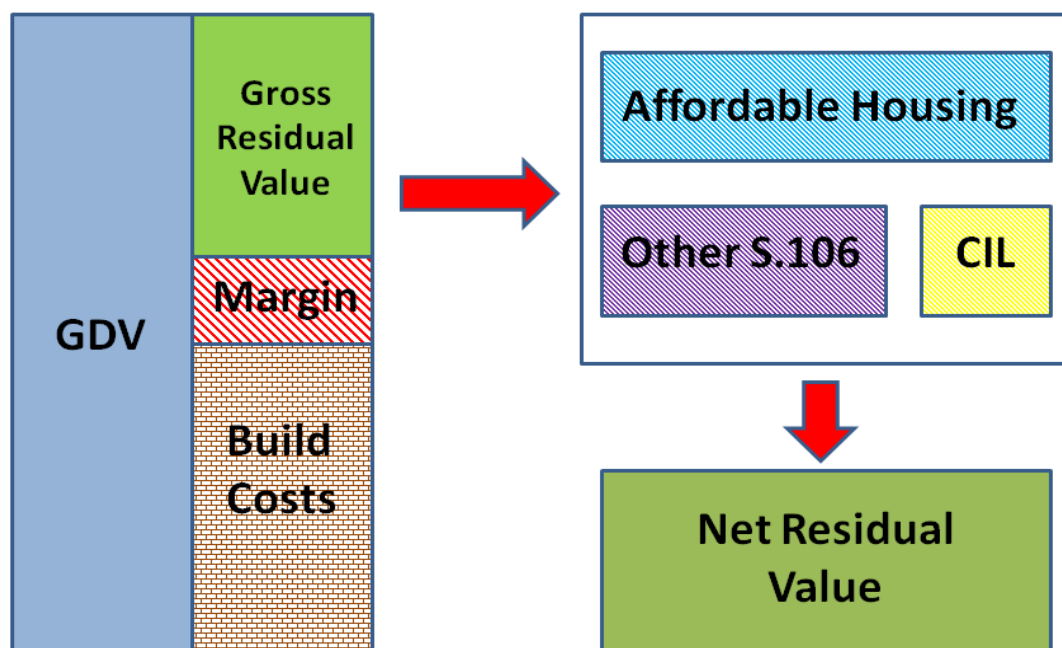 GDV
Gross
Residual
Value
Margin
Build
Costs
Affordable Housing
Other S.106
CIL
Net Residual
Value